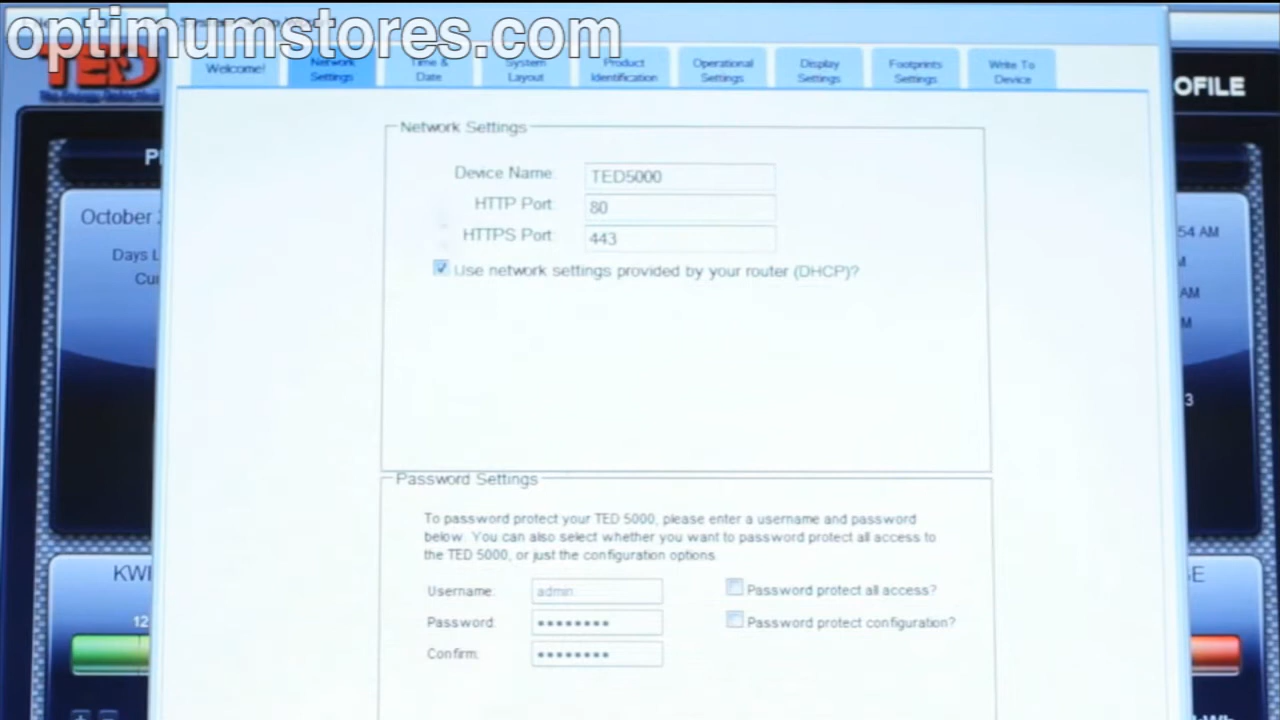 optimumstores.com
TED
OFILE
Welcome!
Network Settings
Time & Date
System Layout
Product Identification
Operational Settings
Display Settings
Footprints Settings
Write To Device
Network Settings
Device Name: TED5000
HTTP Port: 80
HTTPS Port: 443
Use network settings provided by your router (DHCP)?
October
Days L
Cur
54 AM
AM
3
Password Settings
To password protect your TED 5000, please enter a username and password
below. You can also select whether you want to password protect all access to
the TED 5000, or just the configuration options.
Username: admin
Password
Confirm:
Password protect all access?
Password protect configuration?
12